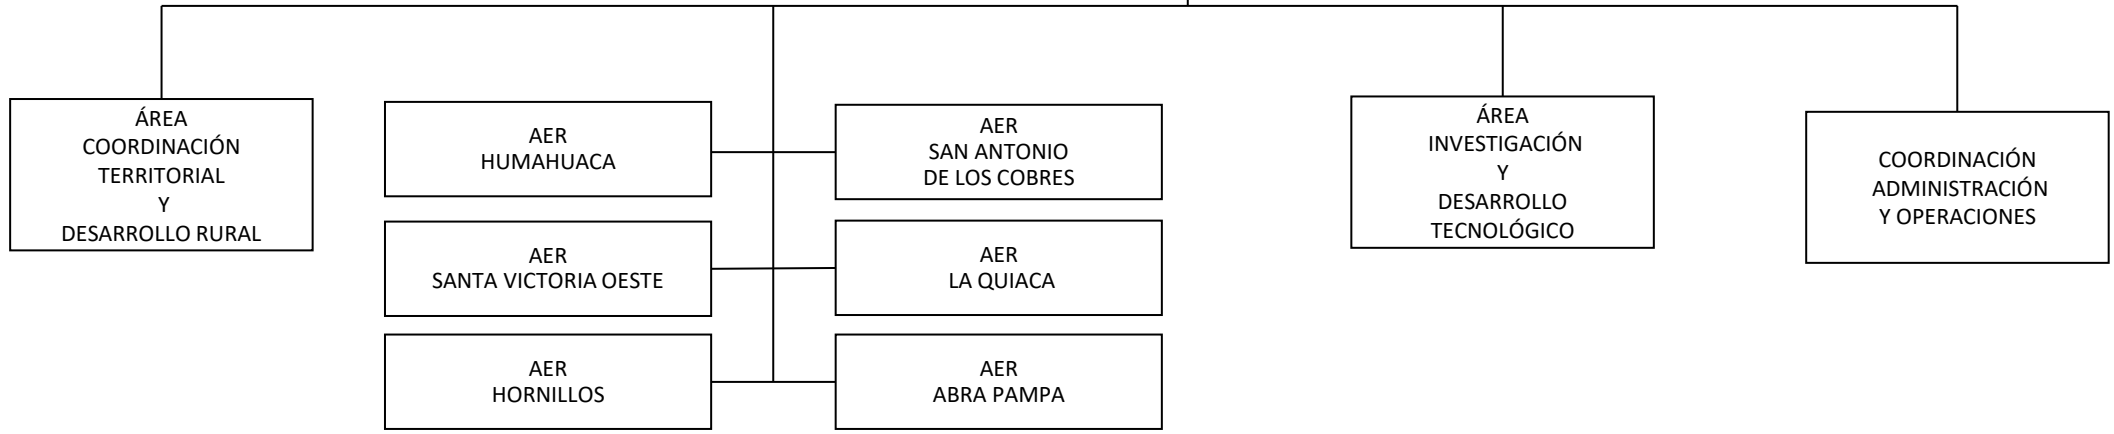 ÁREA
COORDINACIÓN
TERRITORIAL
Y
DESARROLLO RURAL
AER
HUMAHUACA
AER
SAN ANTONIO
DE LOS COBRES
AER
SANTA VICTORIA OESTE
AER
LA QUIACA
AER
HORNILLOS
AER
ABRA PAMPA
ÁREA
INVESTIGACIÓN
Y
DESARROLLO
TECNOLÓGICO
COORDINACIÓN
ADMINISTRACIÓN
Y OPERACIONES